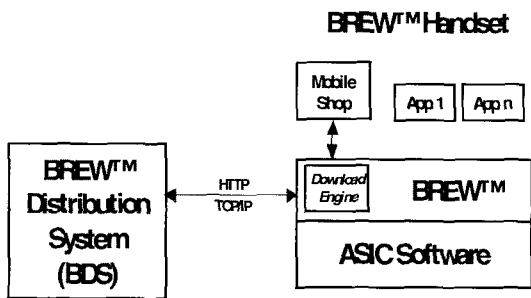 BREW™ Handset
Mobile
Shop
App 1
App n
BREW™
Distribution
System
(BDS)
HTTP
TCP/IP
Download
Engine
BREW™
ASIC Software